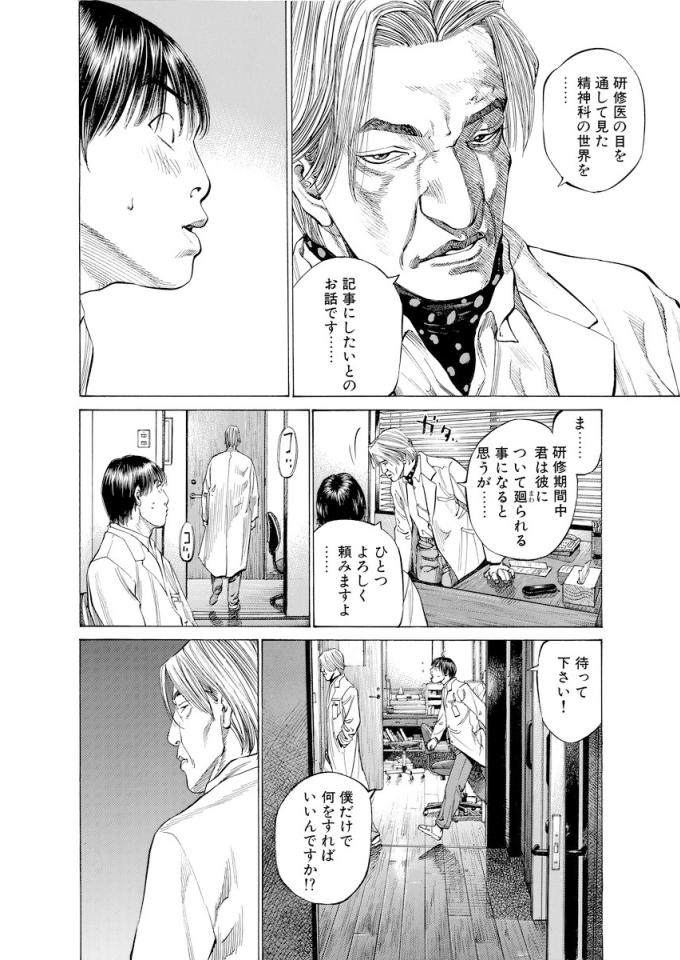 研修医の目を
通して見た
精神科の世界を
……
記事にしたいとの
お話です……
ま……
研修期間中
君は彼に
ついて廻られる
まわ
事になると
思うが……
ガタ
ひとつ
よろしく
頼みますよ
……
コッ
コッ
待って
下さい!
僕だけで
何をすれば
いいんですか!?